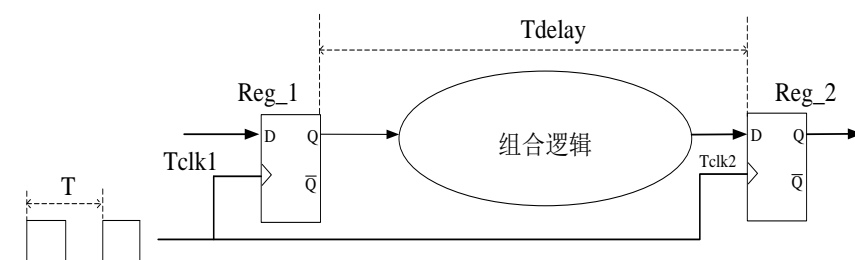 Tdelay
Reg_1
Reg_2
D Q
组合逻辑
D Q
Tclk1
Tclk2
Q
Q
T